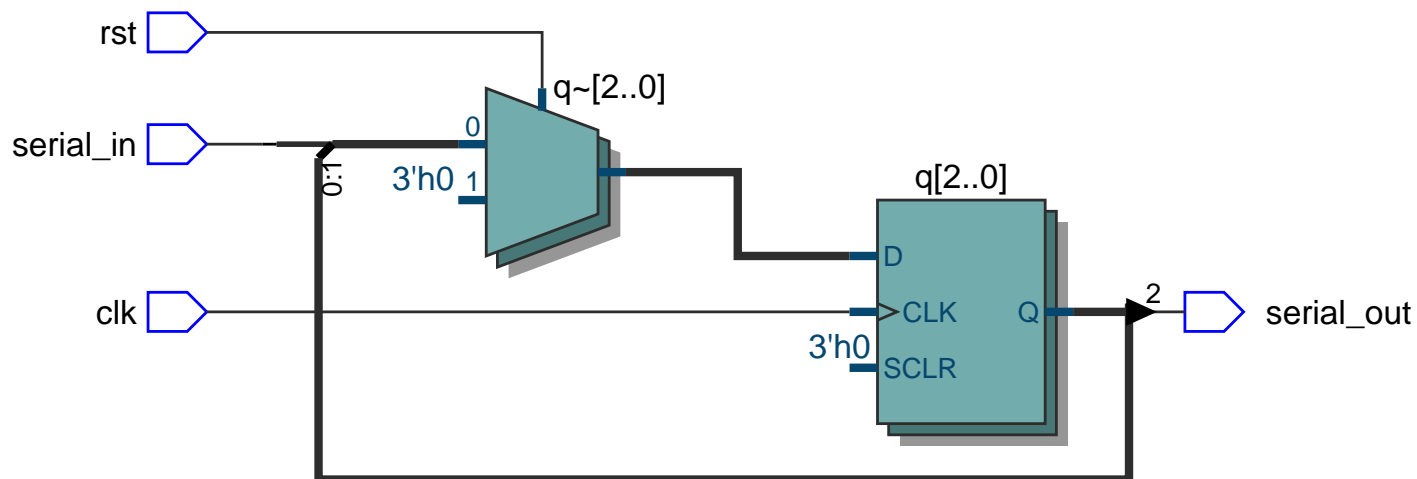 rst
q~[2..0]
serial_in
0
0:1
3'h0
1
q[2..0]
D
clk
CLK
Q
2
serial_out
3'h0
SCLR